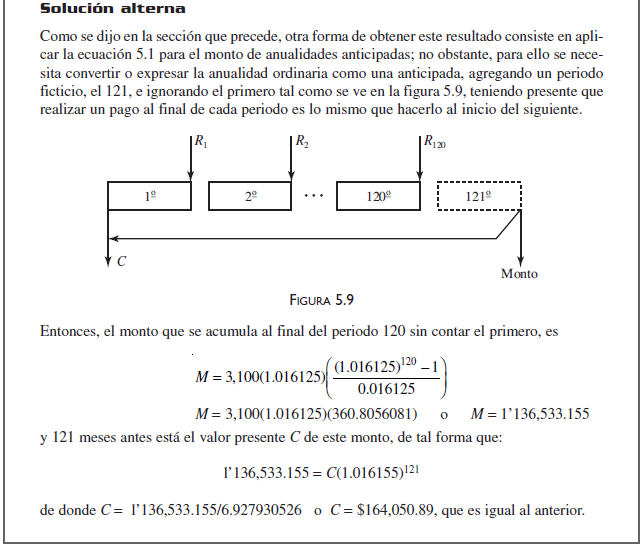 Solución alterna
Como se dijo en la sección que precede, otra forma de obtener este resultado consiste en apli-
car la ecuación 5.1 para el monto de anualidades anticipadas; no obstante, para ello se nece-
sita convertir o expresar la anualidad ordinaria como una anticipada, agregando un periodo
ficticio, el 121, e ignorando el primero tal como se ve en la figura 5.9, teniendo presente que
realizar un pago al final de cada periodo es lo mismo que hacerlo al inicio del siguiente.
R₁ R₂ R₁₂₀
1º 2º ... 120º 121º
C
Monto
FIGURA 5.9
Entonces, el monto que se acumula al final del periodo 120 sin contar el primero, es
M = 3,100(1.016125)(((1.016125)¹²⁰ – 1)/0.016125)
M = 3,100(1.016125)(360.8056081) o M = 1’136,533.155
y 121 meses antes está el valor presente C de este monto, de tal forma que:
1’136,533.155 = C(1.016155)¹²¹
de donde C = 1’136,533.155/6.927930526 o C = $164,050.89, que es igual al anterior.